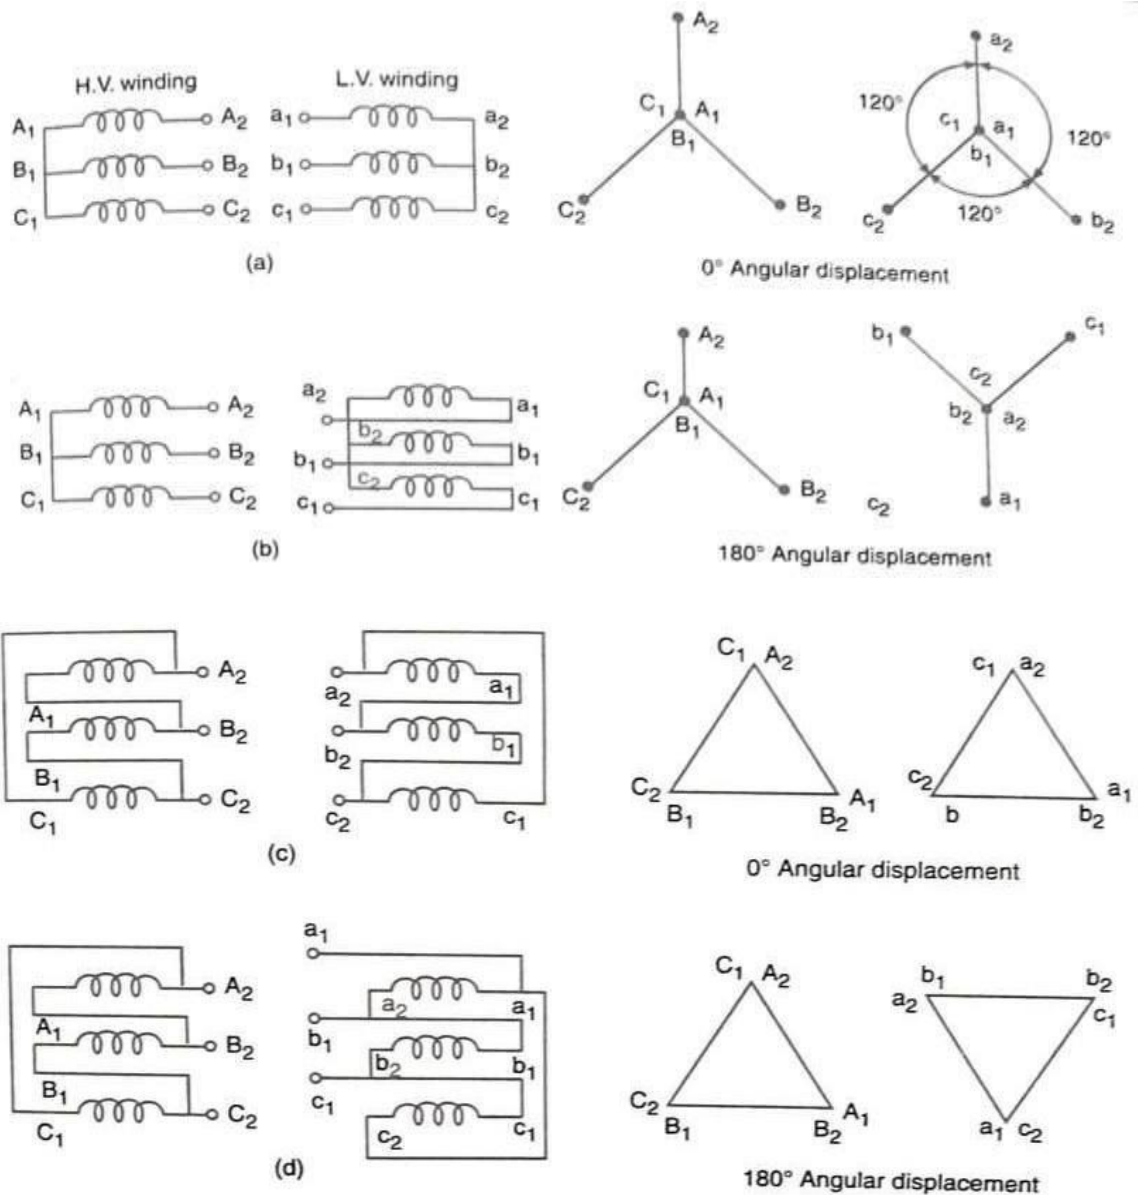 H.V. winding L.V. winding
A₁ A₂ a₁ a₂
B₁ B₂ b₁ b₂
C₁ C₂ c₁ c₂
(a)
A₂
C₁ A₁
B₁
C₂ B₂
a₂
120° 120°
c₁ a₁
b₁
120°
c₂ b₂
0° Angular displacement
A₁ A₂ a₂ a₁
B₁ B₂ b₂ b₁ b₁
C₁ C₂ c₂ c₁ c₁
(b)
A₂
C₁ A₁
B₁
C₂ B₂
b₁ c₁
c₂
b₂ a₂
c₂ a₁
180° Angular displacement
A₂ a₂ a₁
A₁ B₂ b₂ b₁
B₁ C₂ c₂ c₁
C₁
(c)
C₁ A₂ c₁ a₂
C₂ A₁ c₂ a₁
B₁ B₂ b b₂
0° Angular displacement
a₁
A₂ a₂ a₁
A₁ B₂ b₁ b₂ b₁
B₁ C₂ c₁ c₂ c₁
C₁
(d)
C₁ A₂ b₁ b₂
a₂ c₁
C₂ A₁
B₁ B₂ a₁ c₂
180° Angular displacement